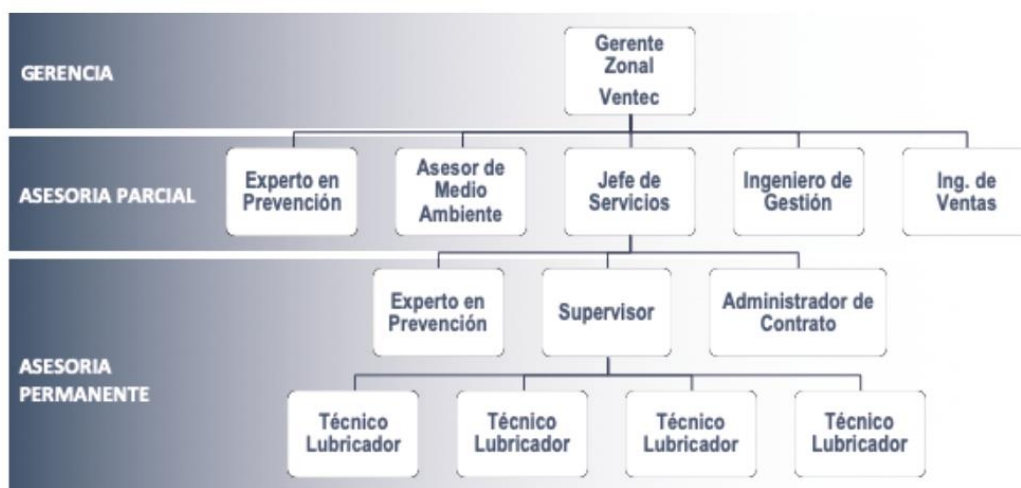 GERENCIA
Gerente
Zonal
Ventec
ASESORIA PARCIAL
Experto en
Prevención
Asesor de
Medio
Ambiente
Jefe de
Servicios
Ingeniero de
Gestión
Ing. de
Ventas
ASESORIA
PERMANENTE
Experto en
Prevención
Supervisor
Administrador de
Contrato
Técnico
Lubricador
Técnico
Lubricador
Técnico
Lubricador
Técnico
Lubricador